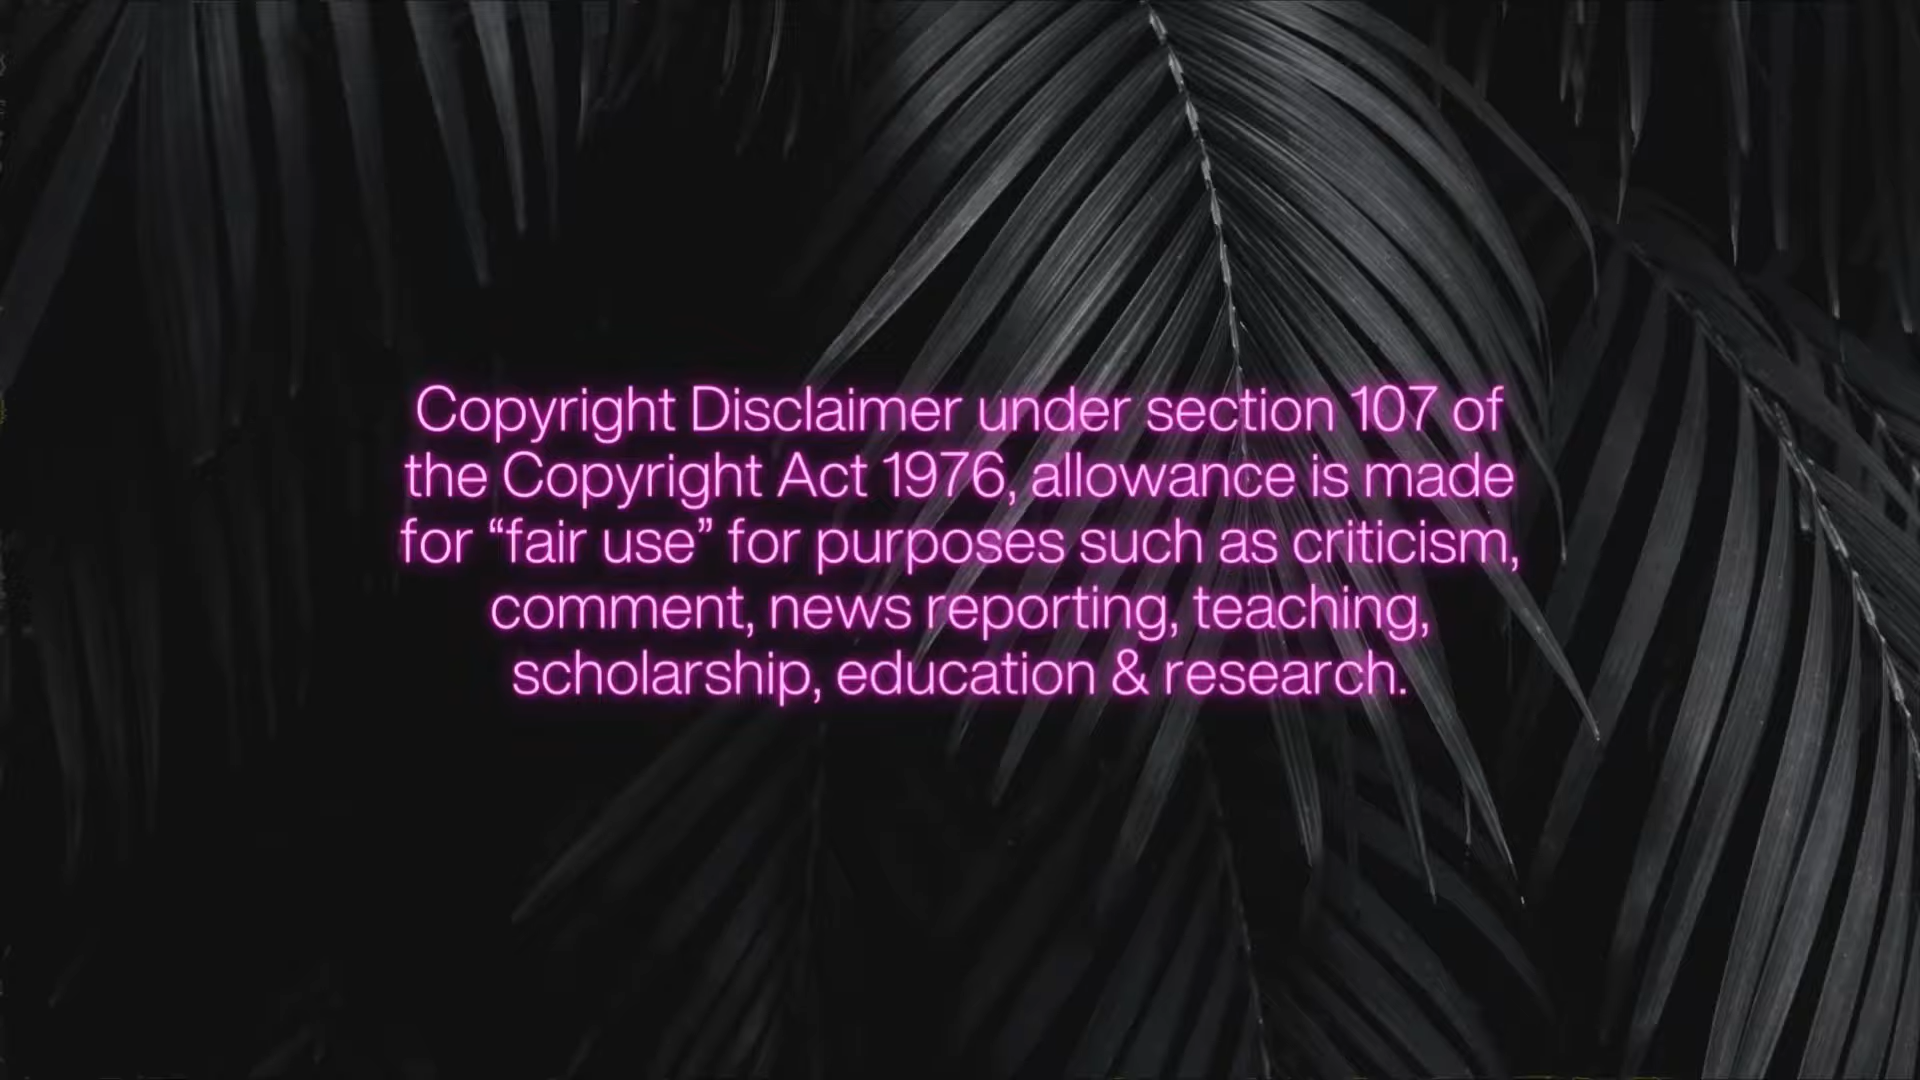 Copyright Disclaimer under section 107 of
the Copyright Act 1976, allowance is made
for “fair use” for purposes such as criticism,
comment, news reporting, teaching,
scholarship, education & research.